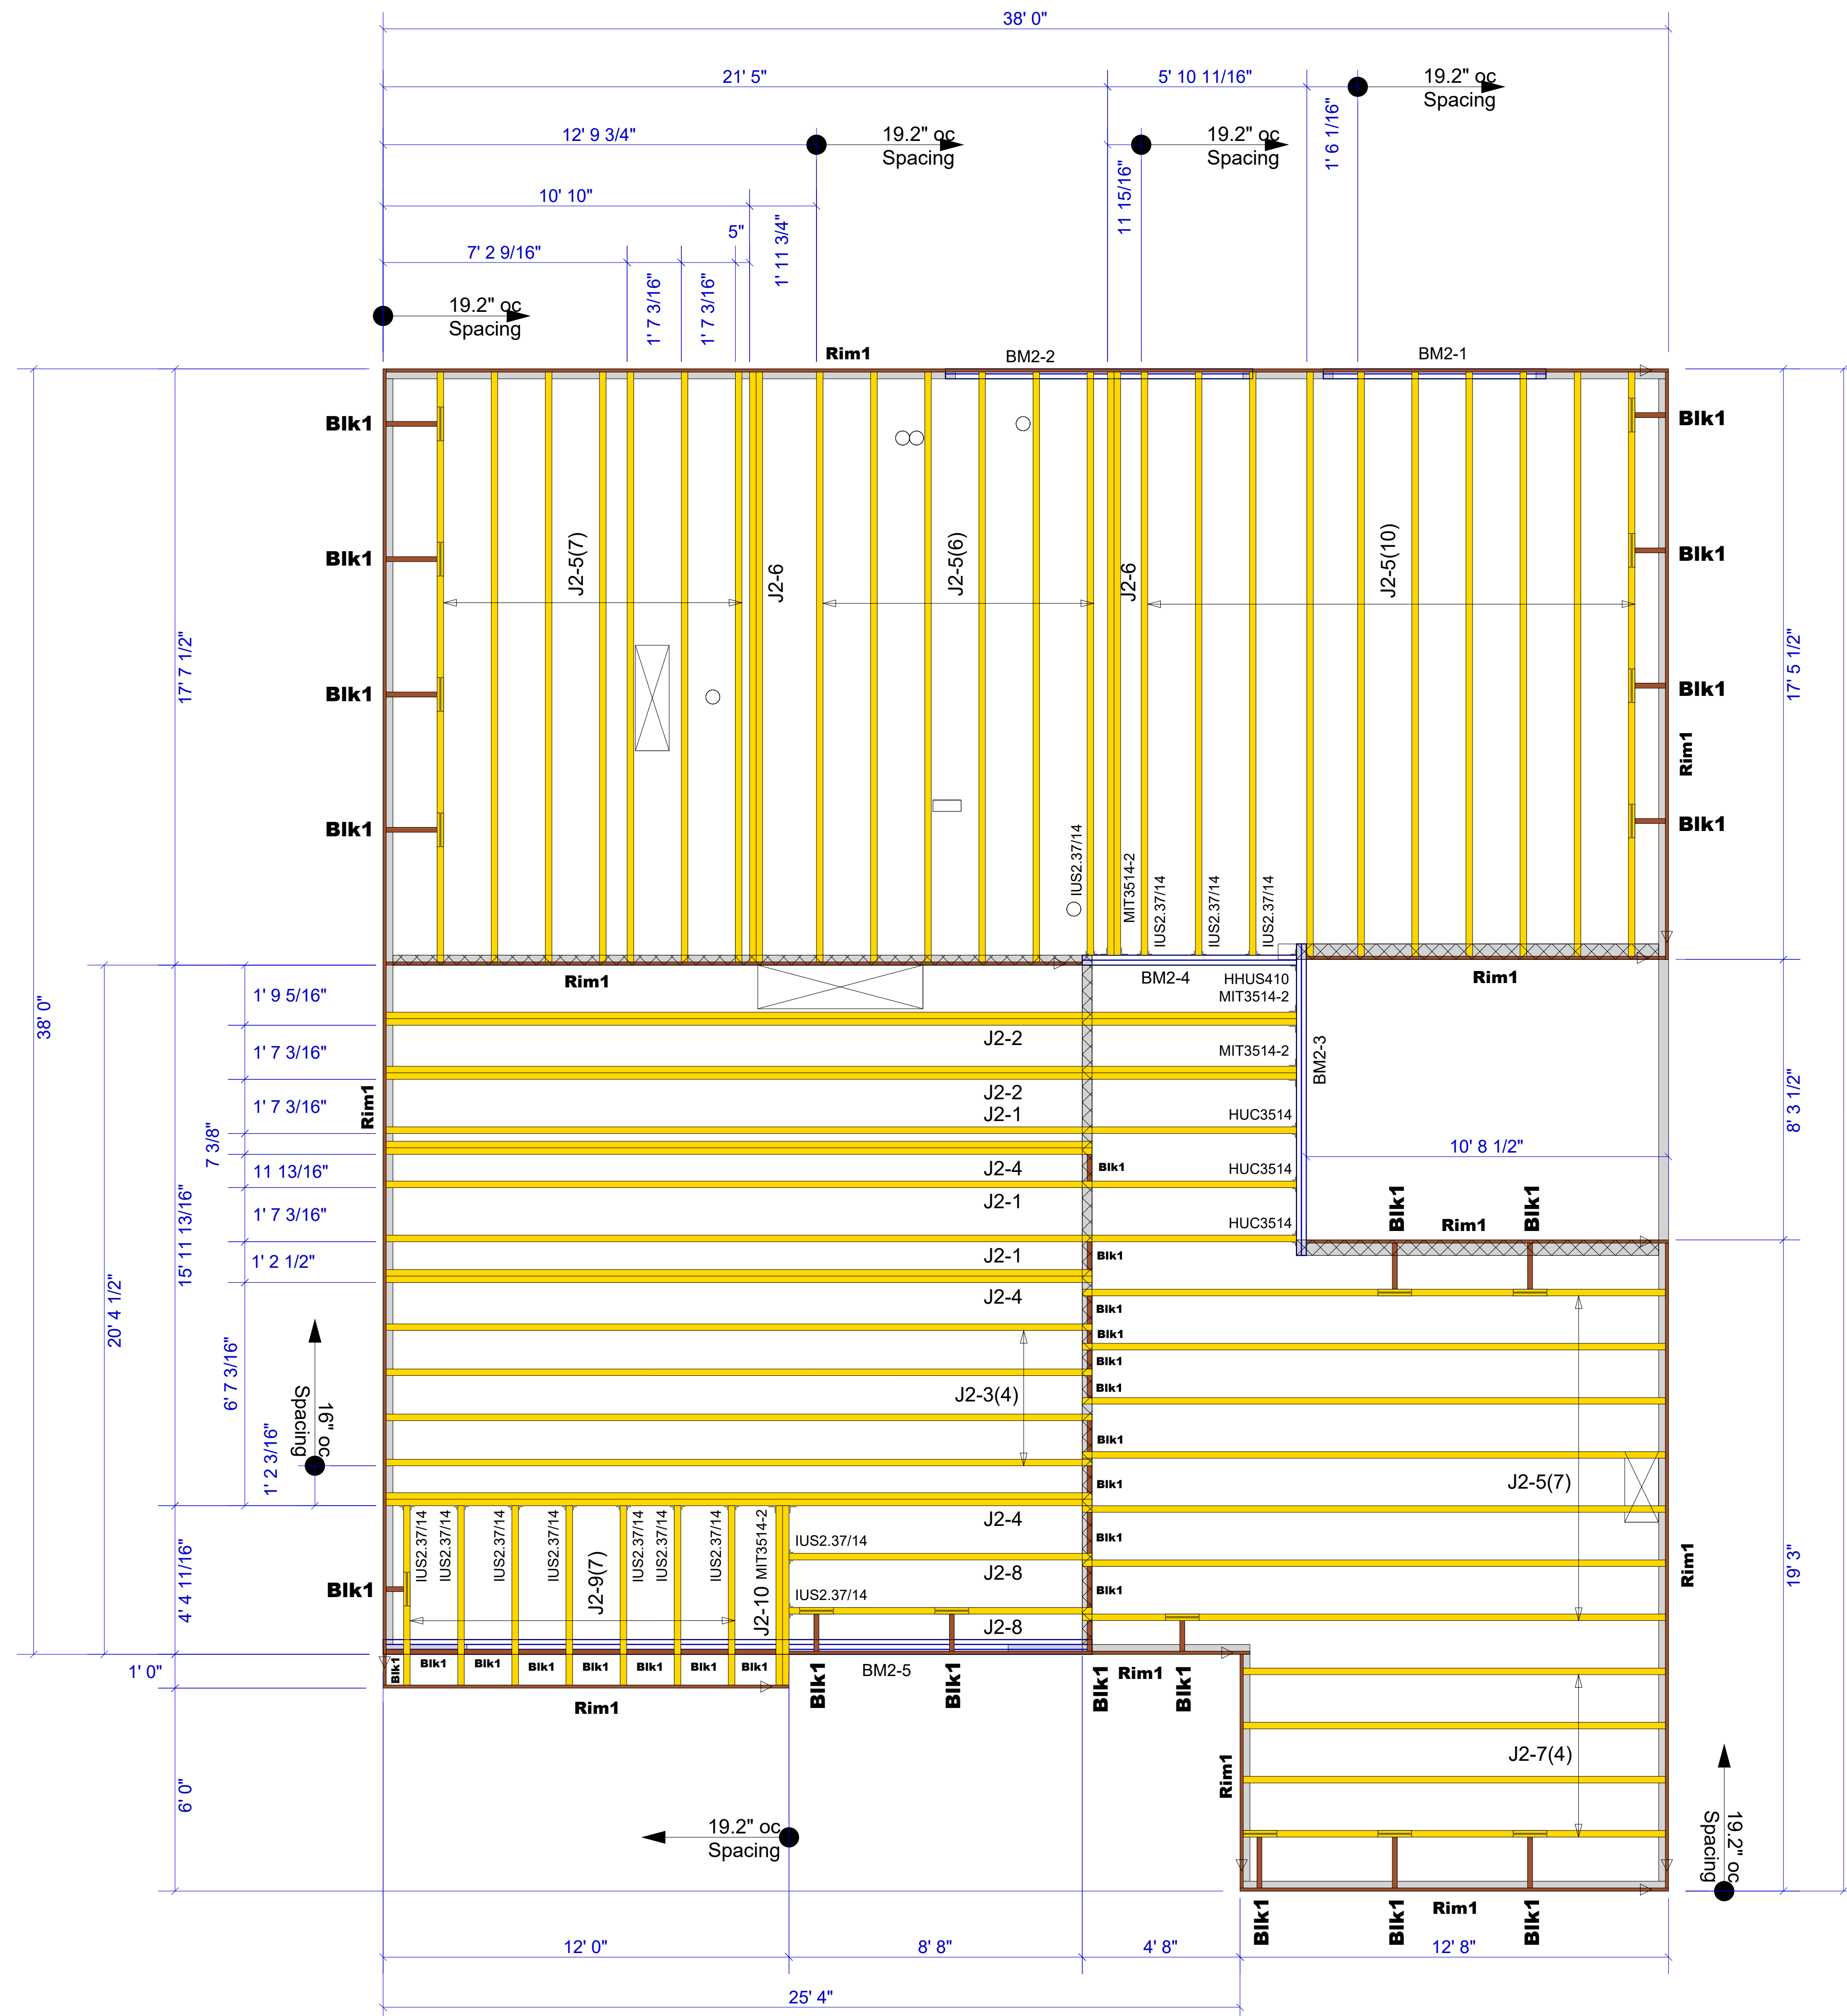 38' 0"
21' 5"
5' 10 11/16"
19.2" oc
Spacing
1' 6 1/16"
12' 9 3/4"
19.2" oc
Spacing
19.2" oc
Spacing
11 15/16"
10' 10"
5"
1' 11 3/4"
7' 2 9/16"
1' 7 3/16"
1' 7 3/16"
19.2" oc
Spacing
Rim1
BM2-2
BM2-1
Blk1
Blk1
Blk1
Blk1
Blk1
Blk1
Blk1
Blk1
J2-5(7)
J2-6
J2-5(6)
J2-6
J2-5(10)
17' 7 1/2"
17' 5 1/2"
Rim1
IUS2.37/14
MIT3514-2
IUS2.37/14
IUS2.37/14
IUS2.37/14
Rim1
BM2-4
HHUS410
MIT3514-2
Rim1
38' 0"
1' 9 5/16"
J2-2
1' 7 3/16"
MIT3514-2
BM2-3
Rim1
J2-2
1' 7 3/16"
J2-1
HUC3514
8' 3 1/2"
7 3/8"
10' 8 1/2"
11 13/16"
J2-4
Blk1
HUC3514
15' 11 13/16"
J2-1
1' 7 3/16"
HUC3514
Blk1
Rim1
Blk1
1' 2 1/2"
J2-1
Blk1
20' 4 1/2"
J2-4
Blk1
Blk1
Blk1
Blk1
6' 7 3/16"
J2-3(4)
16" oc
Spacing
1' 2 3/16"
Blk1
Blk1
J2-5(7)
IUS2.37/14
IUS2.37/14
IUS2.37/14
IUS2.37/14
IUS2.37/14
IUS2.37/14
IUS2.37/14
MIT3514-2
J2-4
IUS2.37/14
Blk1
J2-8
4' 4 11/16"
Blk1
J2-9(7)
J2-10
IUS2.37/14
Blk1
J2-8
Rim1
19' 3"
1' 0"
Blk1
Blk1
Blk1
Blk1
Blk1
Blk1
Blk1
Blk1
Blk1
BM2-5
Blk1
Blk1
Rim1
Blk1
Rim1
6' 0"
Rim1
J2-7(4)
19.2" oc
Spacing
19.2" oc
Spacing
Blk1
Blk1
Rim1
Blk1
12' 0"
8' 8"
4' 8"
12' 8"
25' 4"